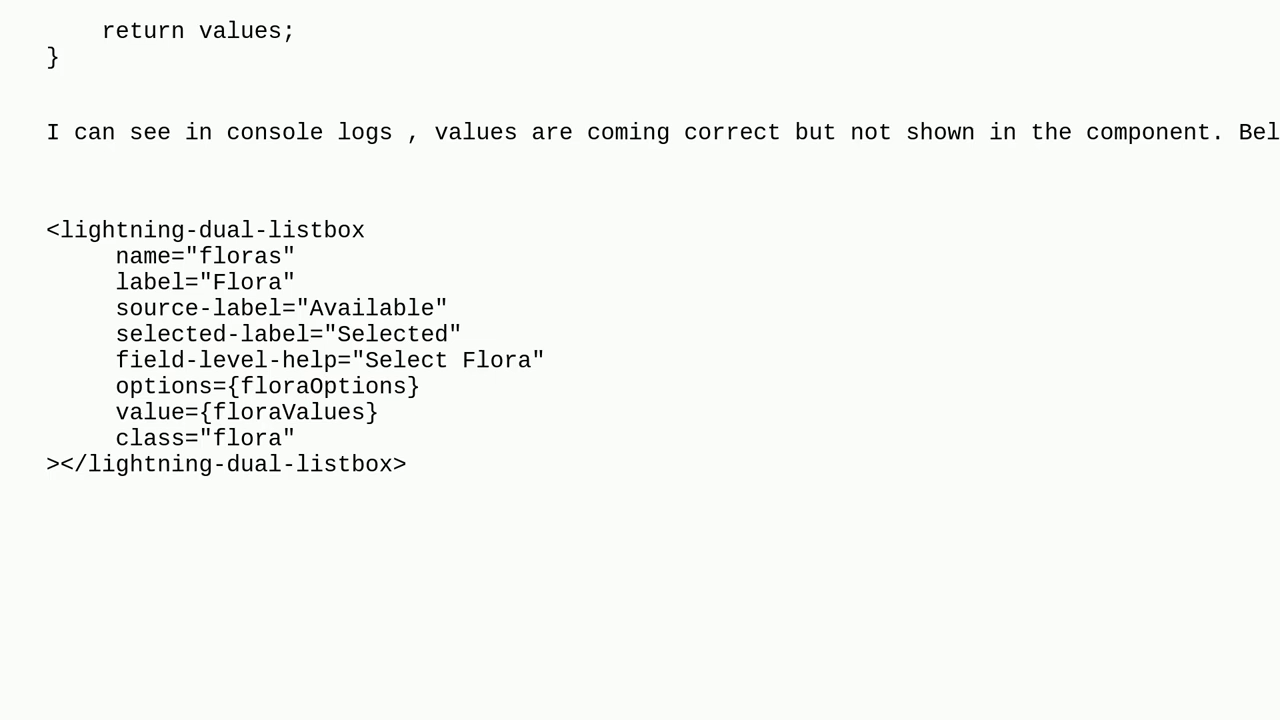 return values;
}
I can see in console logs , values are coming correct but not shown in the component. Bel
<lightning-dual-listbox
name="floras"
label="Flora"
source-label="Available"
selected-label="Selected"
field-level-help="Select Flora"
options={floraOptions}
value={floraValues}
class="flora"
></lightning-dual-listbox>